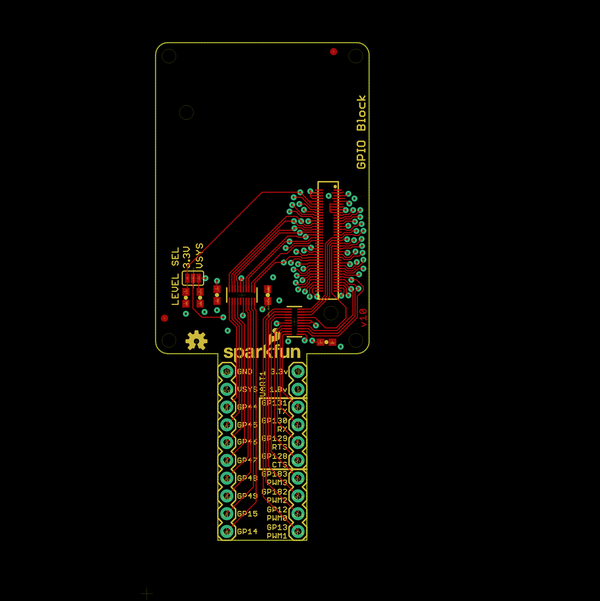 GPIO Block
LEVEL SEL
3.3V
VSYS
v10
sparkfun
GND
3.3v
VSYS
1.8v
UART1
GP44
GP131
TX
GP45
GP130
RX
GP46
GP129
RTS
GP47
GP128
CTS
GP48
GP183
PWM3
GP49
GP182
PWM2
GP15
GP12
PWM0
GP14
GP13
PWM1